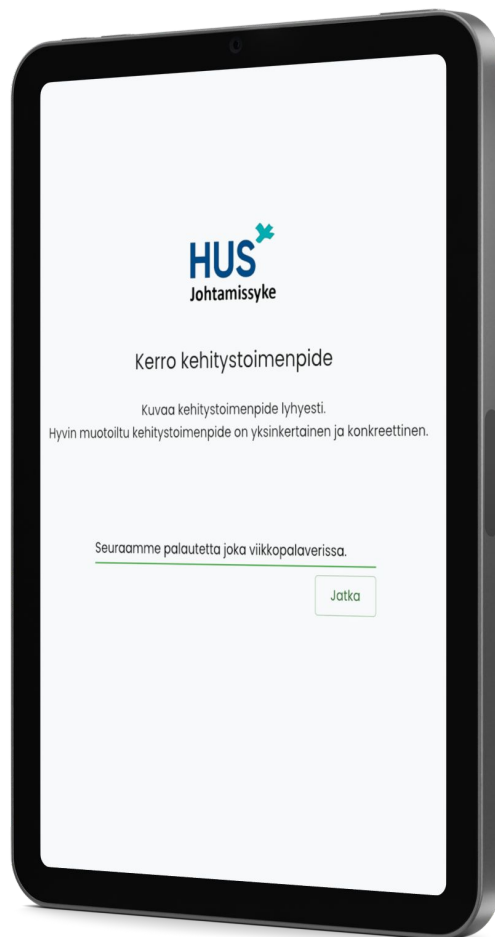 HUS
Johtamissyke
Kerro kehitystoimenpide
Kuvaa kehitystoimenpide lyhyesti.
Hyvin muotoiltu kehitystoimenpide on yksinkertainen ja konkreettinen.
Seuraamme palautetta joka viikkopalaverissa.
Jatka